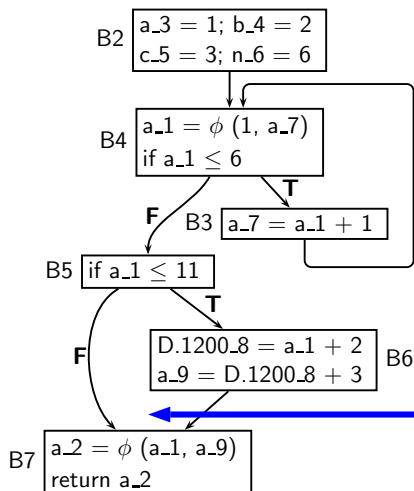 B2
a_3 = 1; b_4 = 2
c_5 = 3; n_6 = 6
B4
a_1 = ϕ (1, a_7)
if a_1 ≤ 6
F
T
B3
a_7 = a_1 + 1
B5
if a_1 ≤ 11
F
T
D.1200_8 = a_1 + 2
a_9 = D.1200_8 + 3
B6
B7
a_2 = ϕ (a_1, a_9)
return a_2